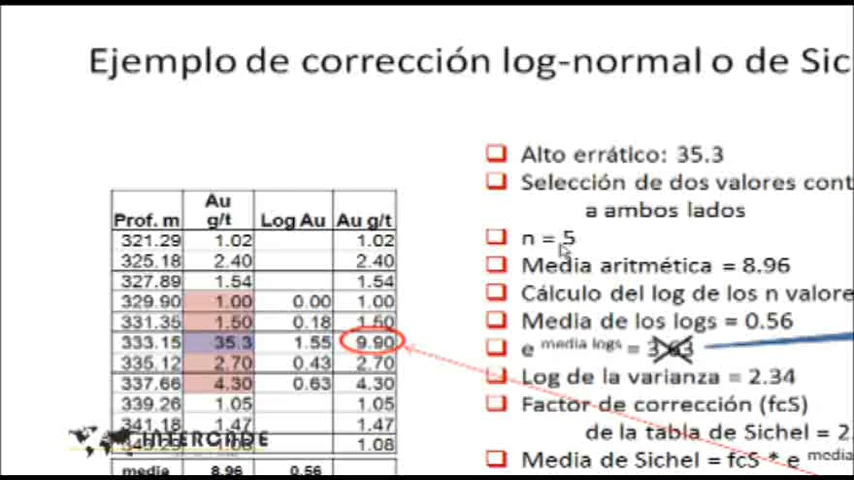 Ejemplo de corrección log-normal o de Sic
Alto errático: 35.3
Selección de dos valores cont
a ambos lados
n = 5
Media aritmética = 8.96
Cálculo del log de los n valore
Media de los logs = 0.56
e media logs = 3.63
Log de la varianza = 2.34
Factor de corrección (fcS)
de la tabla de Sichel = 2.
Media de Sichel = fcS * e media
Prof. m Au g/t Log Au Au g/t
321.29 1.02 1.02
325.18 2.40 2.40
327.89 1.54 1.54
329.90 1.00 0.00 1.00
331.35 1.50 0.18 1.50
333.15 35.3 1.55 9.90
335.12 2.70 0.43 2.70
337.66 4.30 0.63 4.30
339.26 1.05 1.05
341.18 1.47 1.47
1.08 1.08
media 8.96 0.56